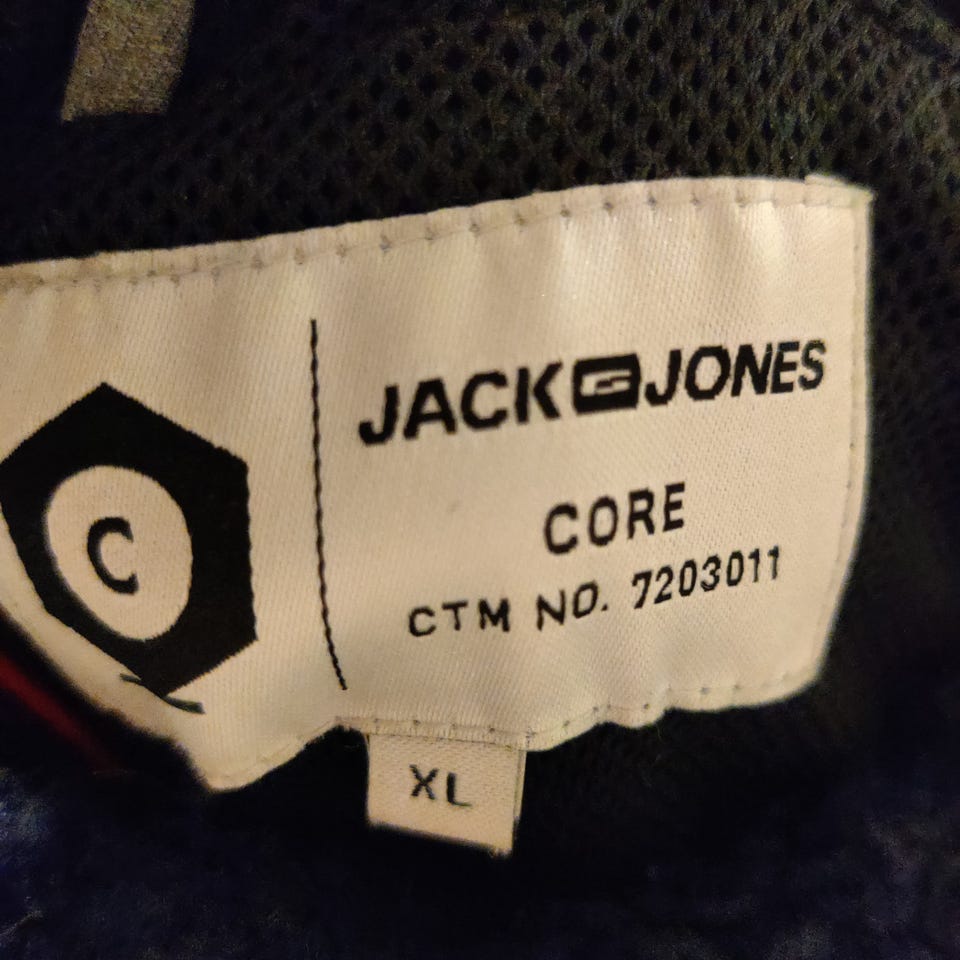 C
JACK JONES
CORE
CTM NO. 7203011
XL